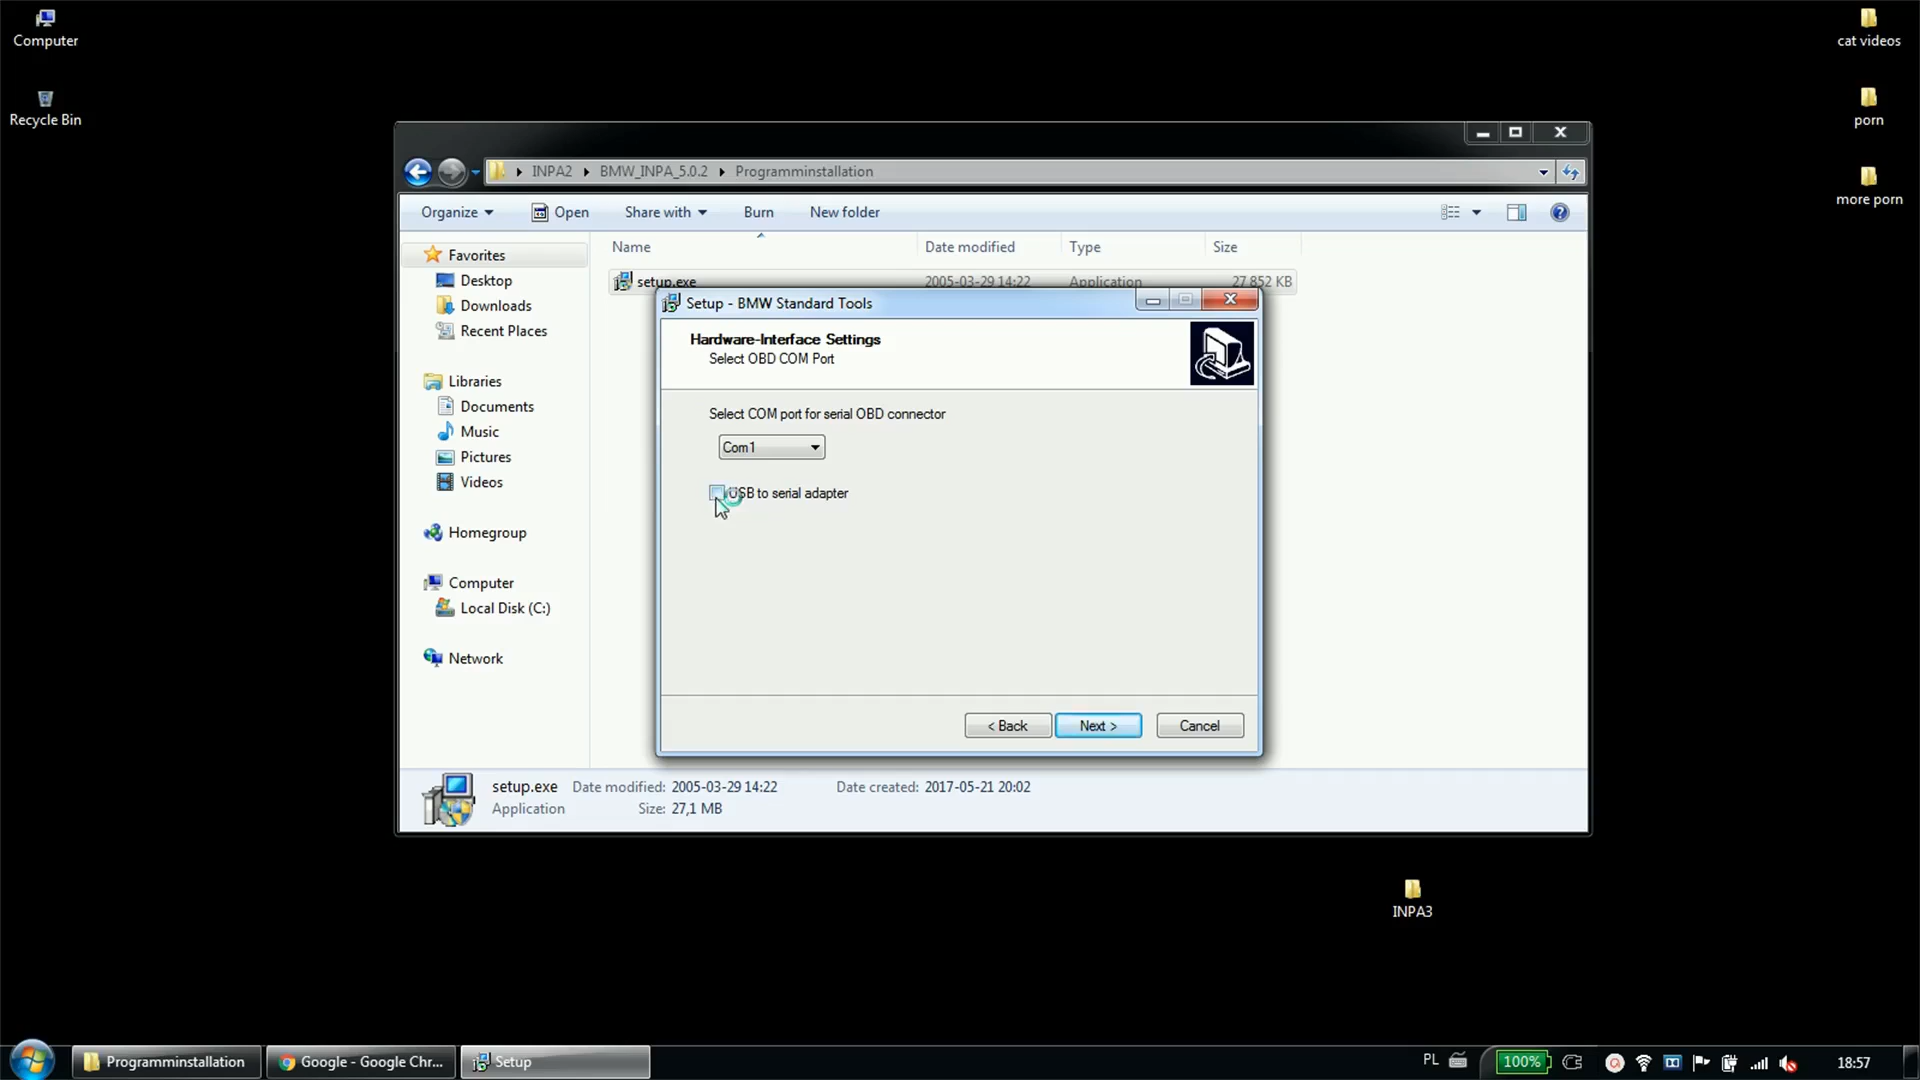 Computer
Recycle Bin
cat videos
porn
more porn
INPA2 BMW_INPA_5.0.2 Programminstallation
Organize Open Share with Burn New folder
Name Date modified Type Size
setup.exe 2005-03-29 14:22 Application 27 852 KB
Favorites
Desktop
Downloads
Recent Places
Libraries
Documents
Music
Pictures
Videos
Homegroup
Computer
Local Disk (C:)
Network
Setup - BMW Standard Tools
Hardware-Interface Settings
Select OBD COM Port
Select COM port for serial OBD connector
Com1
USB to serial adapter
< Back Next > Cancel
setup.exe Date modified: 2005-03-29 14:22 Date created: 2017-05-21 20:02
Application Size: 27,1 MB
INPA3
Programminstallation Google - Google Chr... Setup PL 100% 18:57